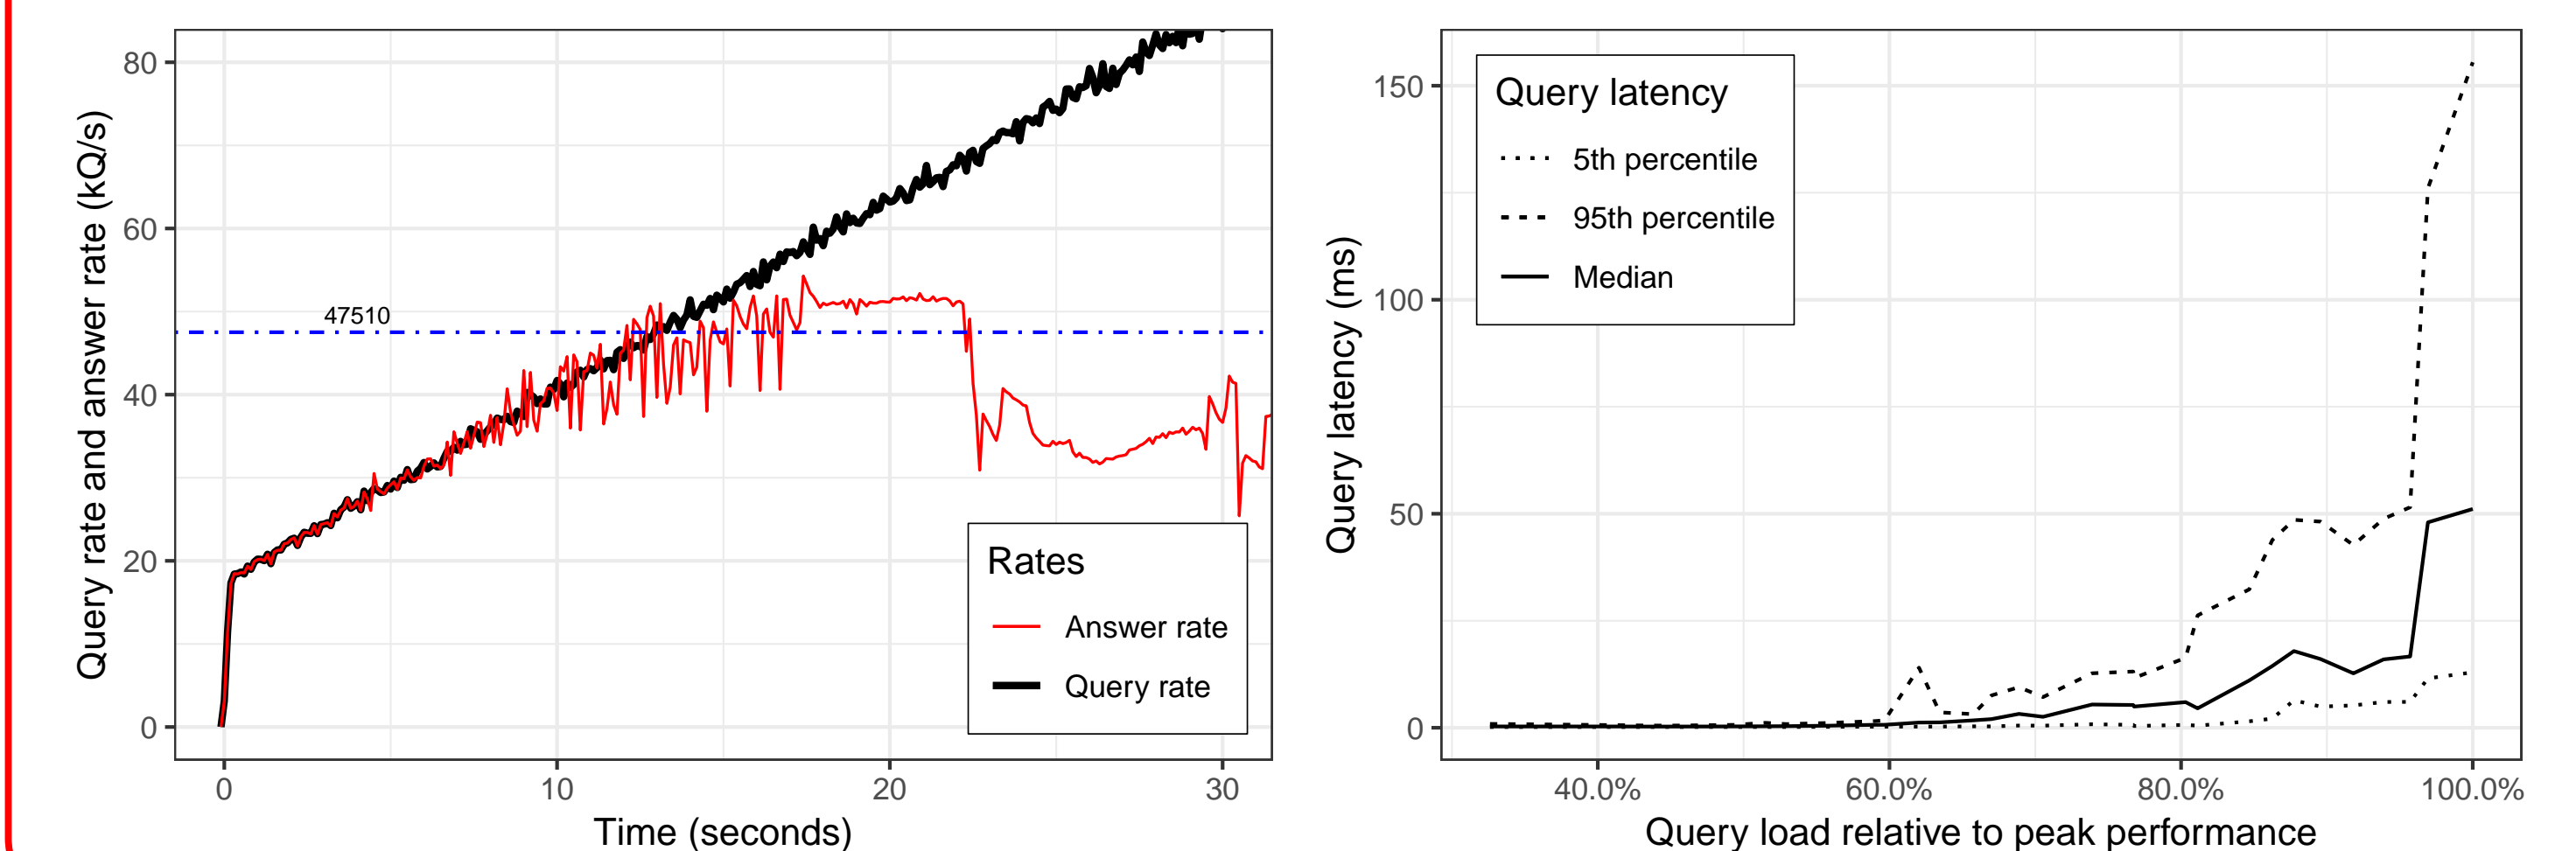 Query rate and answer rate (kQ/s)
80
60
40
20
0
47510
Rates
Answer rate
Query rate
0 10 20 30
Time (seconds)
Query latency (ms)
150
100
50
0
Query latency
5th percentile
95th percentile
Median
40.0% 60.0% 80.0% 100.0%
Query load relative to peak performance